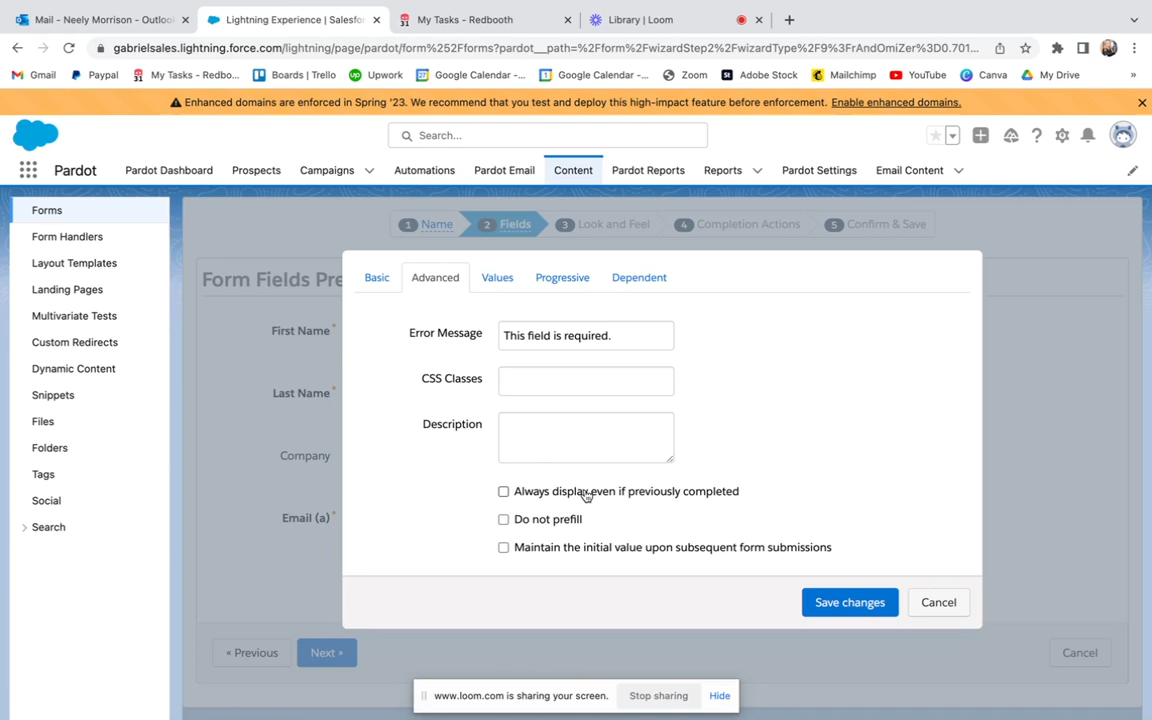 Mail - Neely Morrison - Outlook
Lightning Experience | Salesfo
My Tasks - Redbooth
Library | Loom
gabrielsales.lightning.force.com/lightning/page/pardot/form%252Fforms?pardot__path=%2Fform%2FwizardStep2%2FwizardType%2F9%3FrAndOmiZer%3D0.701...
Gmail
Paypal
My Tasks - Redbo...
Boards | Trello
Upwork
Google Calendar -...
Google Calendar -...
Zoom
Adobe Stock
Mailchimp
YouTube
Canva
My Drive
»
Enhanced domains are enforced in Spring '23. We recommend that you test and deploy this high-impact feature before enforcement. Enable enhanced domains.
Search...
Pardot
Pardot Dashboard
Prospects
Campaigns
Automations
Pardot Email
Content
Pardot Reports
Reports
Pardot Settings
Email Content
Forms
Form Handlers
Layout Templates
Landing Pages
Multivariate Tests
Custom Redirects
Dynamic Content
Snippets
Files
Folders
Tags
Social
Search
1 Name
2 Fields
3 Look and Feel
4 Completion Actions
5 Confirm & Save
Form Fields Pre
First Name *
Last Name *
Company
Email (a) *
« Previous
Next »
Cancel
Basic
Advanced
Values
Progressive
Dependent
Error Message
This field is required.
CSS Classes
Description
Always display even if previously completed
Do not prefill
Maintain the initial value upon subsequent form submissions
Save changes
Cancel
www.loom.com is sharing your screen.
Stop sharing
Hide